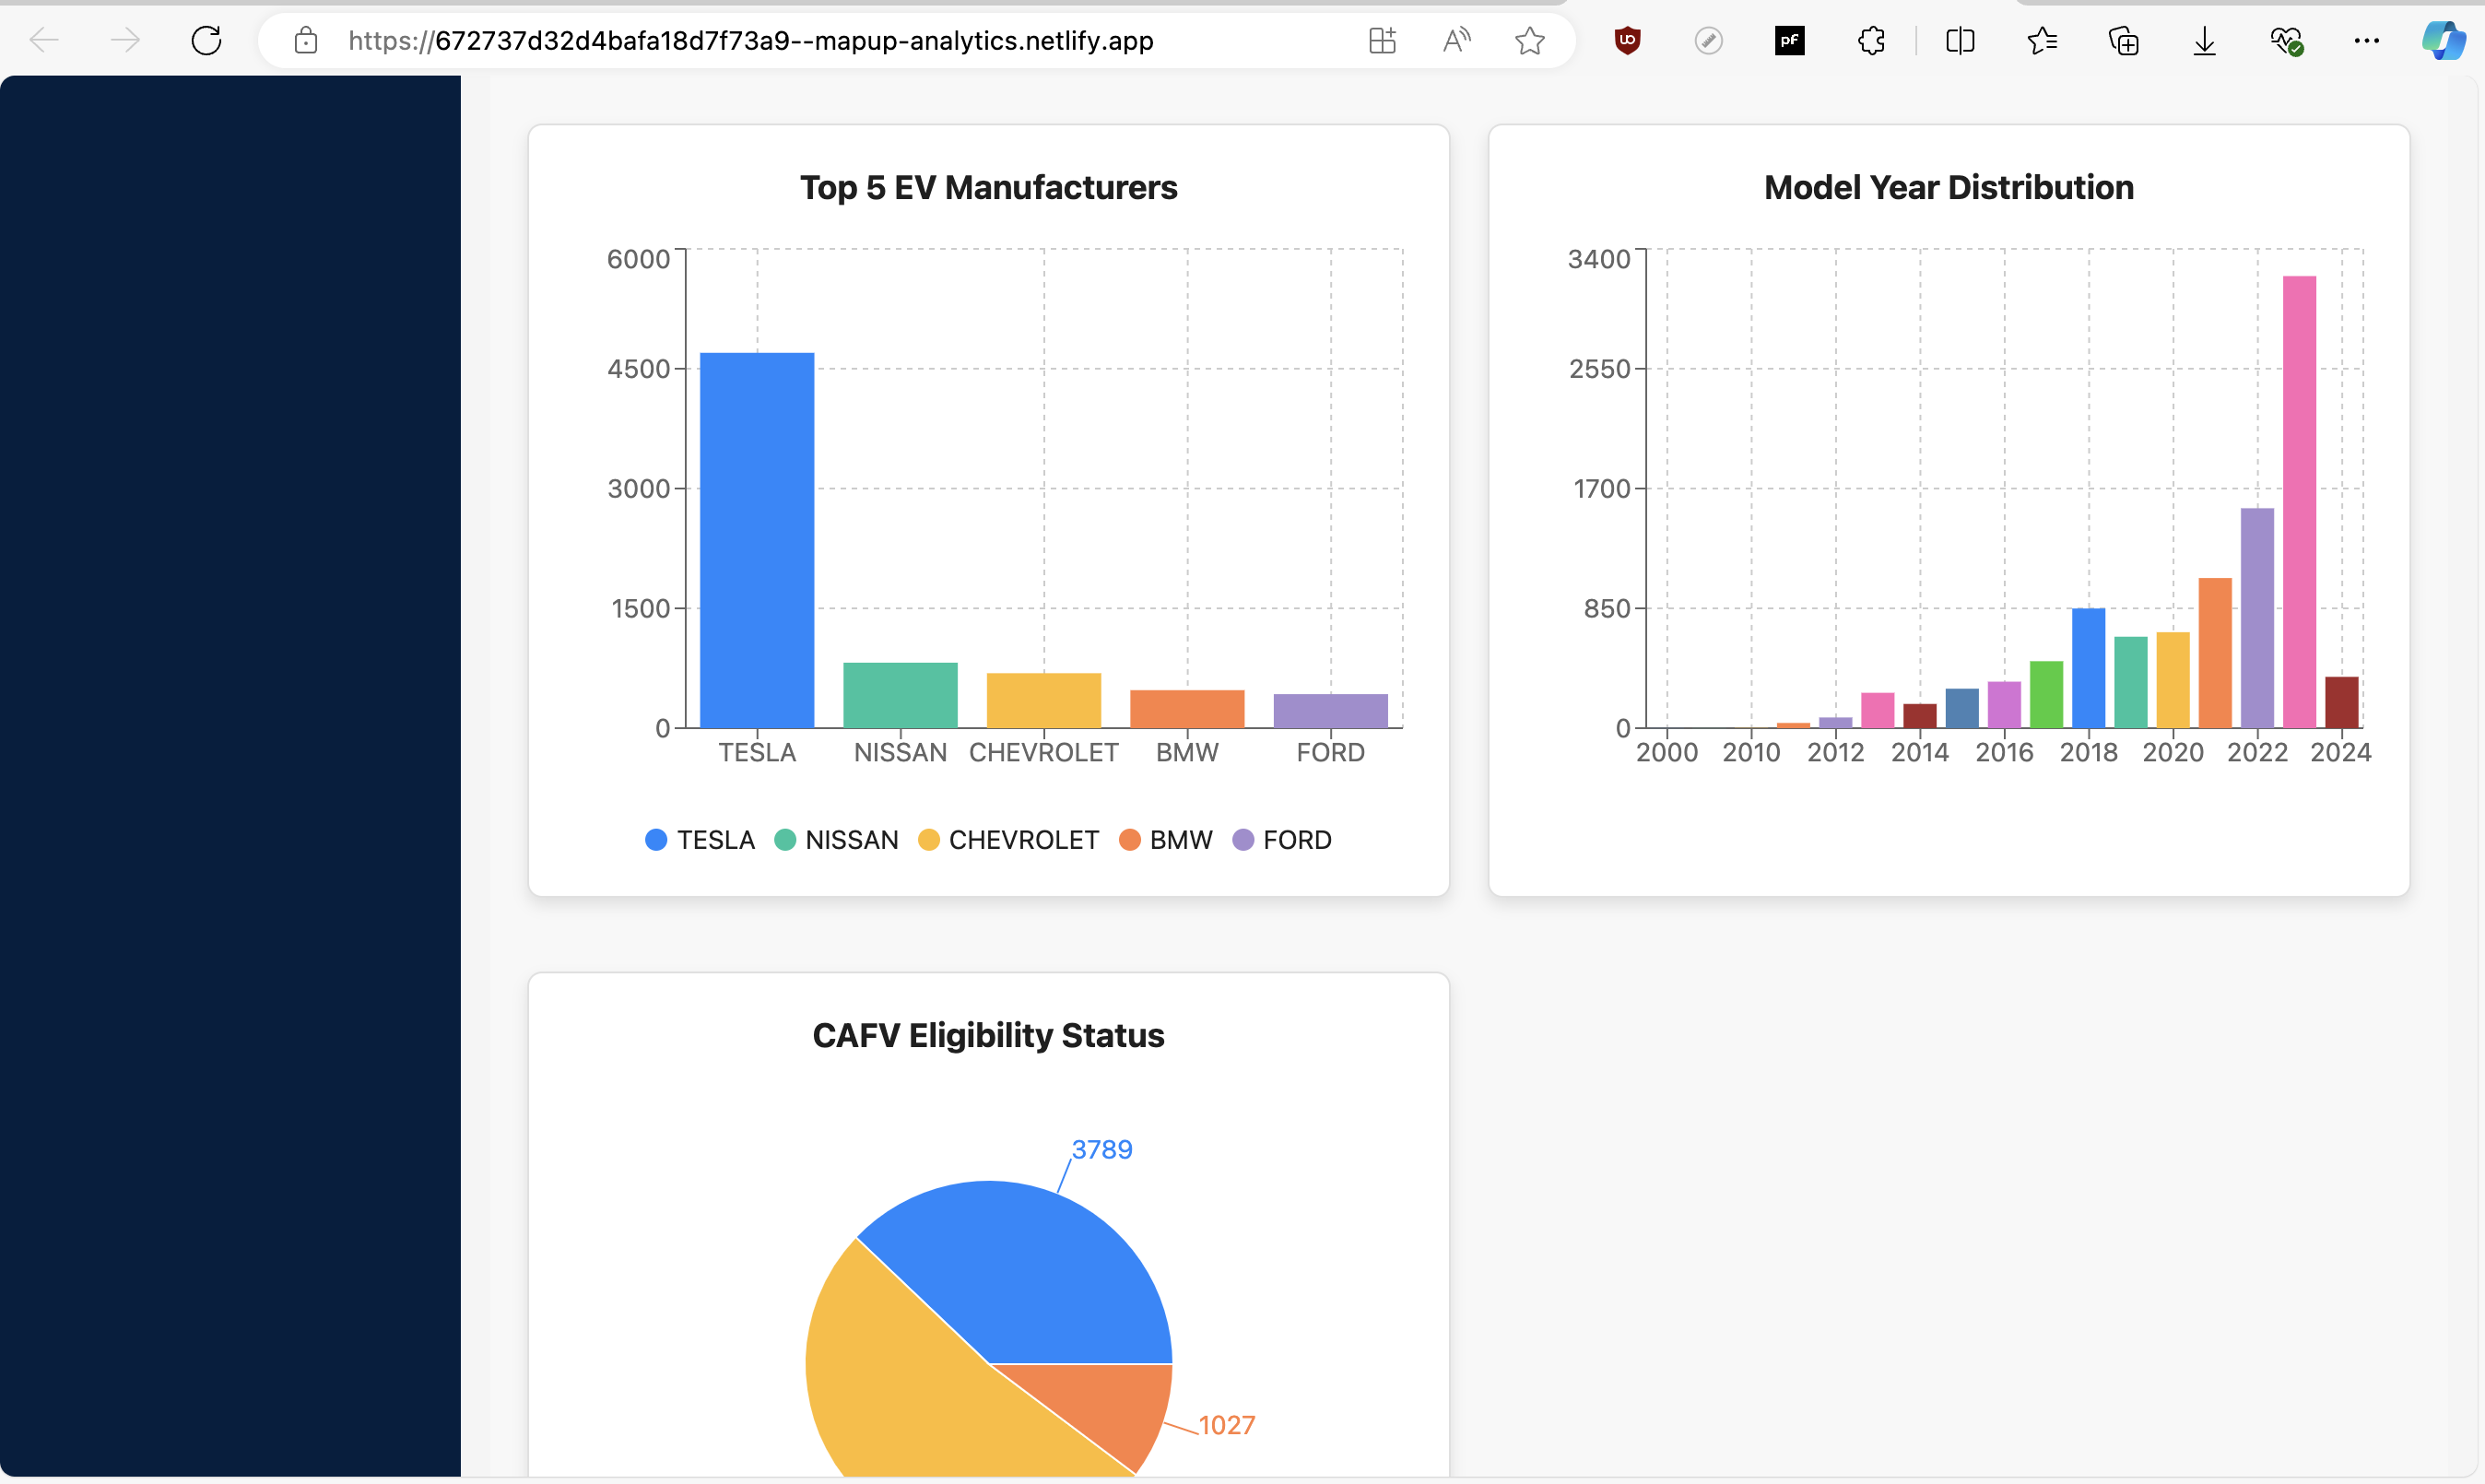 https://672737d32d4bafa18d7f73a9--mapup-analytics.netlify.app
Top 5 EV Manufacturers
6000
4500
3000
1500
0
TESLA NISSAN CHEVROLET BMW FORD
TESLA NISSAN CHEVROLET BMW FORD
Model Year Distribution
3400
2550
1700
850
0
2000 2010 2012 2014 2016 2018 2020 2022 2024
CAFV Eligibility Status
3789
1027